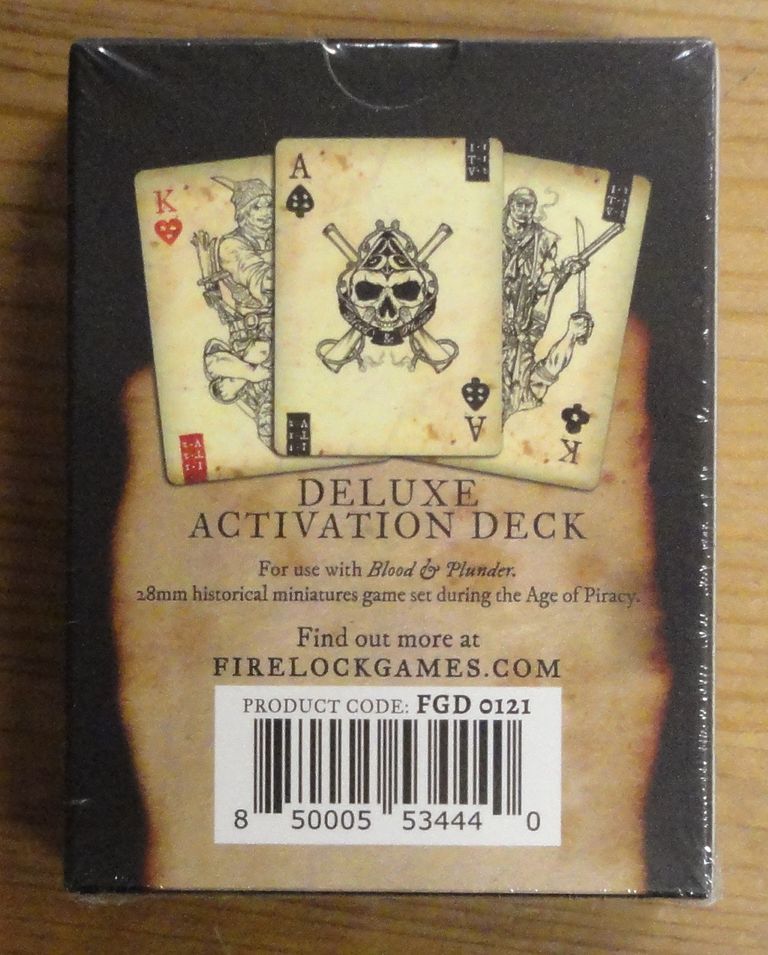 K
A
A
K
DELUXE
ACTIVATION DECK
For use with Blood & Plunder.
28mm historical miniatures game set during the Age of Piracy.
Find out more at
FIRELOCKGAMES.COM
PRODUCT CODE: FGD 0121
8 50005 53444 0